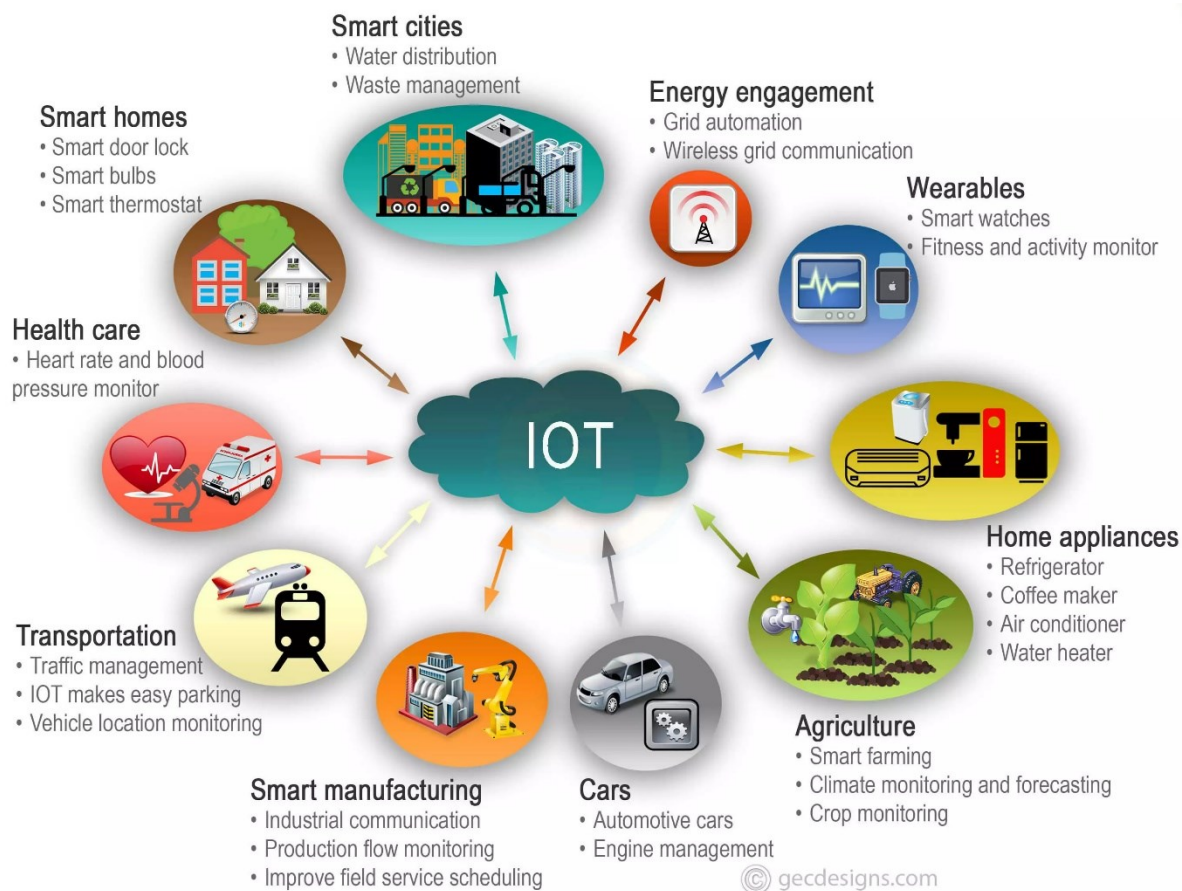 Smart cities
• Water distribution
• Waste management
Energy engagement
• Grid automation
• Wireless grid communication
Smart homes
• Smart door lock
• Smart bulbs
• Smart thermostat
Wearables
• Smart watches
• Fitness and activity monitor
Health care
• Heart rate and blood
pressure monitor
IOT
Home appliances
• Refrigerator
• Coffee maker
• Air conditioner
• Water heater
Transportation
• Traffic management
• IOT makes easy parking
• Vehicle location monitoring
Agriculture
• Smart farming
• Climate monitoring and forecasting
• Crop monitoring
Smart manufacturing
• Industrial communication
• Production flow monitoring
• Improve field service scheduling
Cars
• Automotive cars
• Engine management
© gecdesigns.com